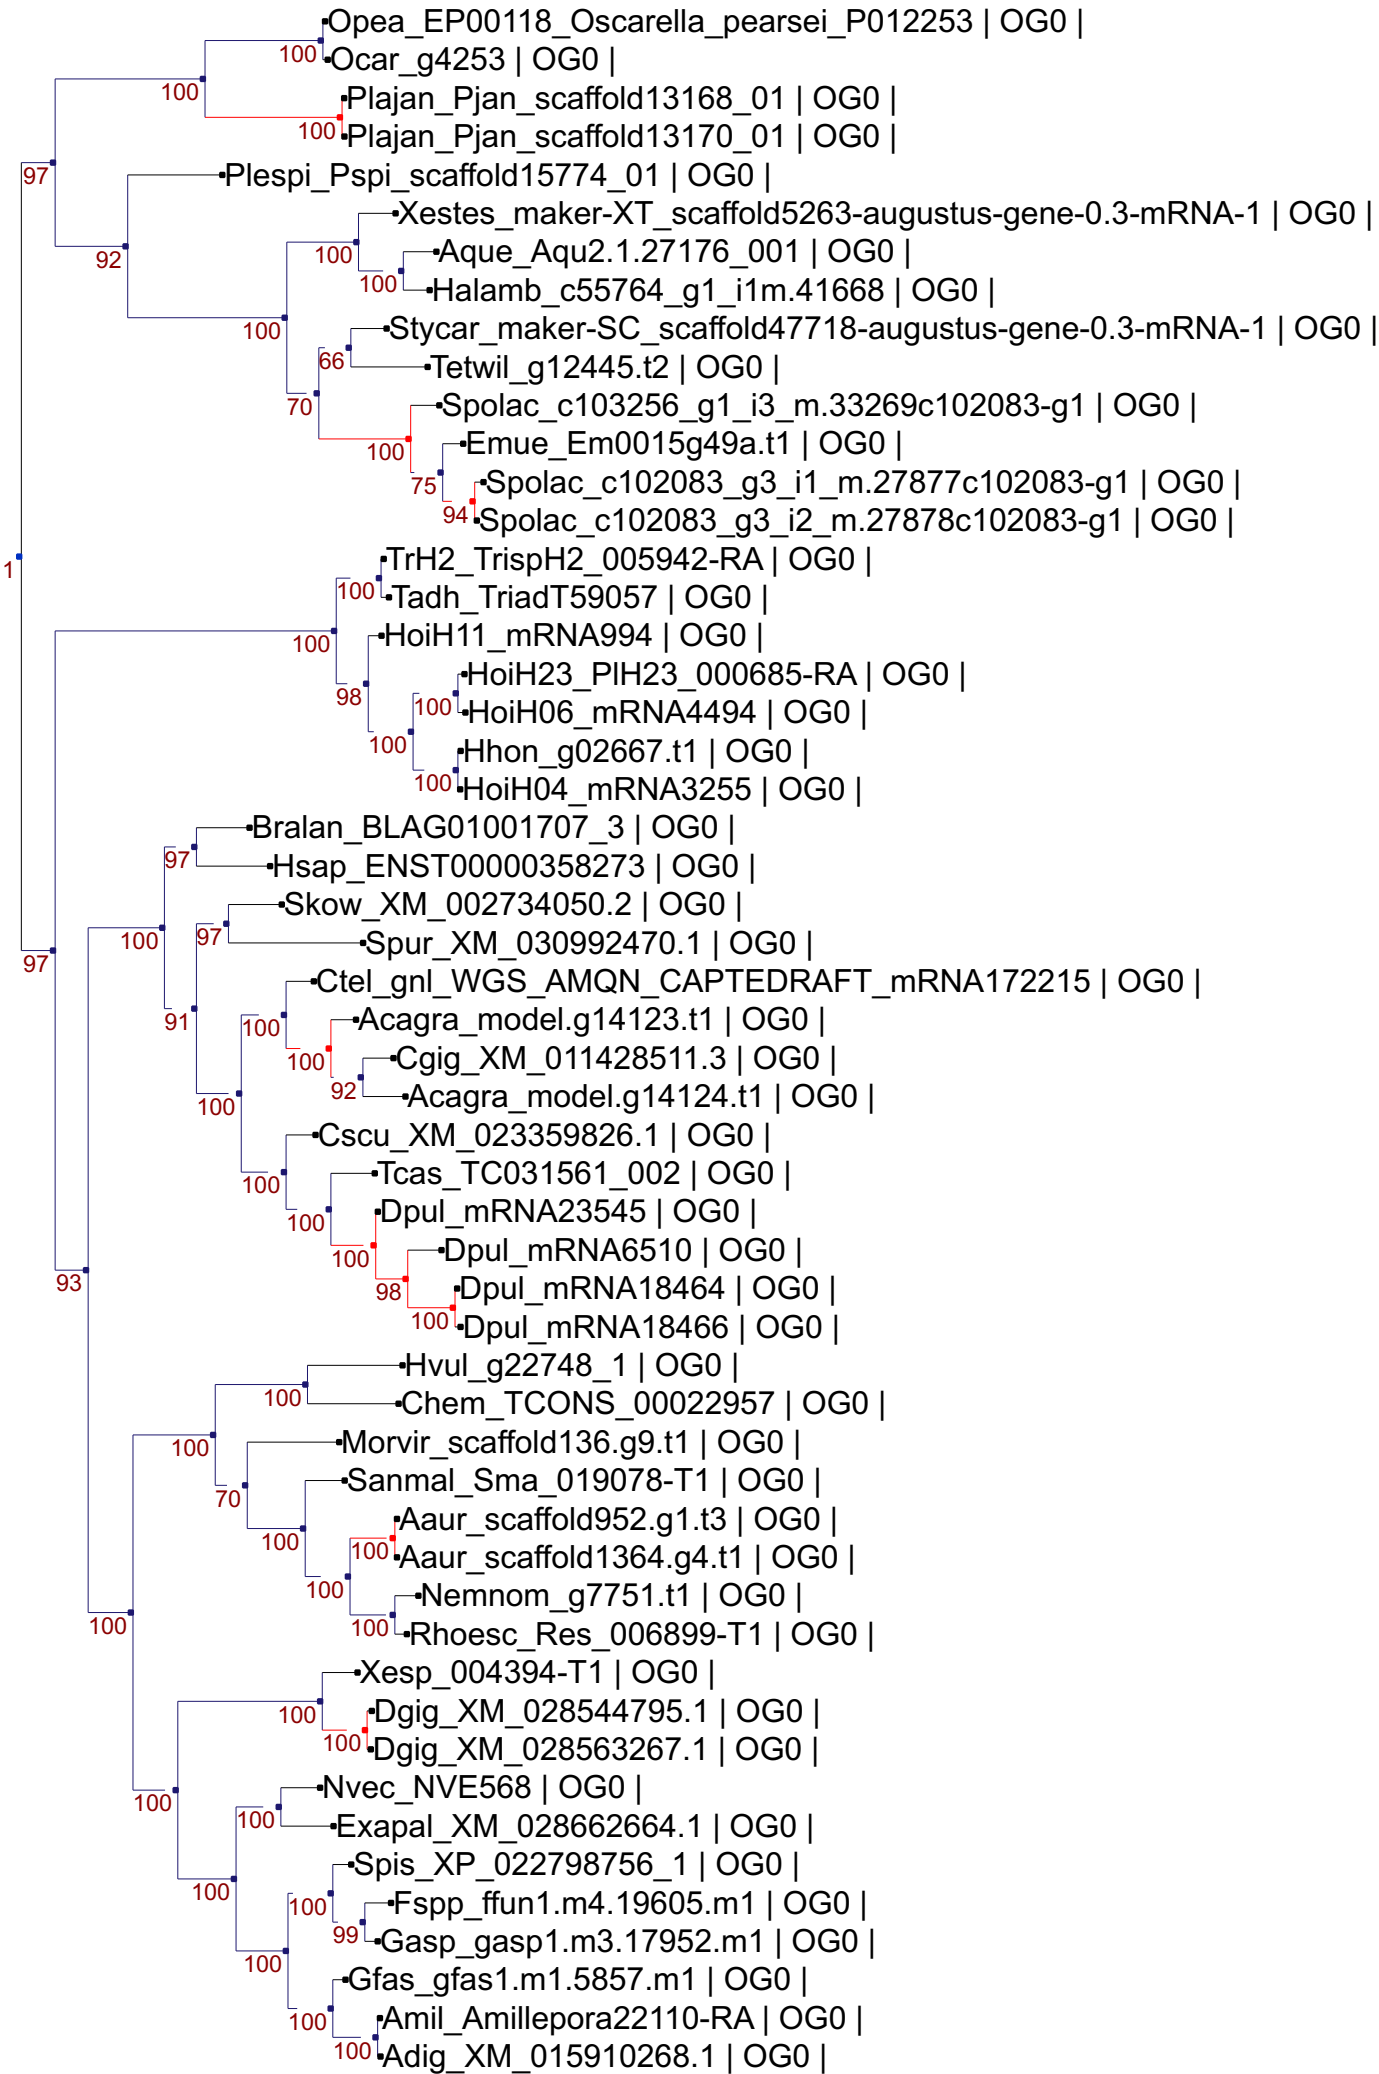 Opea_EP00118_Oscarella_pearsei_P012253 | OG0 |
100
Ocar_g4253 | OG0 |
100
Plajan_Pjan_scaffold13168_01 | OG0 |
100
Plajan_Pjan_scaffold13170_01 | OG0 |
97
Plespi_Pspi_scaffold15774_01 | OG0 |
Xestes_maker-XT_scaffold5263-augustus-gene-0.3-mRNA-1 | OG0 |
92
100
Aque_Aqu2.1.27176_001 | OG0 |
100
Halamb_c55764_g1_i1m.41668 | OG0 |
100
Stycar_maker-SC_scaffold47718-augustus-gene-0.3-mRNA-1 | OG0 |
66
Tetwil_g12445.t2 | OG0 |
70
Spolac_c103256_g1_i3_m.33269c102083-g1 | OG0 |
100
Emue_Em0015g49a.t1 | OG0 |
75
Spolac_c102083_g3_i1_m.27877c102083-g1 | OG0 |
94
Spolac_c102083_g3_i2_m.27878c102083-g1 | OG0 |
1
TrH2_TrispH2_005942-RA | OG0 |
100
Tadh_TriadT59057 | OG0 |
100
HoiH11_mRNA994 | OG0 |
98
HoiH23_PlH23_000685-RA | OG0 |
100
HoiH06_mRNA4494 | OG0 |
100
Hhon_g02667.t1 | OG0 |
100
HoiH04_mRNA3255 | OG0 |
Bralan_BLAG01001707_3 | OG0 |
97
Hsap_ENST00000358273 | OG0 |
Skow_XM_002734050.2 | OG0 |
100
97
Spur_XM_030992470.1 | OG0 |
97
Ctel_gnl_WGS_AMQN_CAPTEDRAFT_mRNA172215 | OG0 |
91
100
Acagra_model.g14123.t1 | OG0 |
100
Cgig_XM_011428511.3 | OG0 |
92
Acagra_model.g14124.t1 | OG0 |
100
Cscu_XM_023359826.1 | OG0 |
100
Tcas_TC031561_002 | OG0 |
100
Dpul_mRNA23545 | OG0 |
100
Dpul_mRNA6510 | OG0 |
93
98
Dpul_mRNA18464 | OG0 |
100
Dpul_mRNA18466 | OG0 |
Hvul_g22748_1 | OG0 |
100
Chem_TCONS_00022957 | OG0 |
100
Morvir_scaffold136.g9.t1 | OG0 |
70
Sanmal_Sma_019078-T1 | OG0 |
100
Aaur_scaffold952.g1.t3 | OG0 |
100
Aaur_scaffold1364.g4.t1 | OG0 |
100
Nemnom_g7751.t1 | OG0 |
100
100
Rhoesc_Res_006899-T1 | OG0 |
Xesp_004394-T1 | OG0 |
100
Dgig_XM_028544795.1 | OG0 |
100
Dgig_XM_028563267.1 | OG0 |
Nvec_NVE568 | OG0 |
100
100
Exapal_XM_028662664.1 | OG0 |
Spis_XP_022798756_1 | OG0 |
100
100
Fspp_ffun1.m4.19605.m1 | OG0 |
99
Gasp_gasp1.m3.17952.m1 | OG0 |
100
Gfas_gfas1.m1.5857.m1 | OG0 |
100
Amil_Amillepora22110-RA | OG0 |
100
Adig_XM_015910268.1 | OG0 |